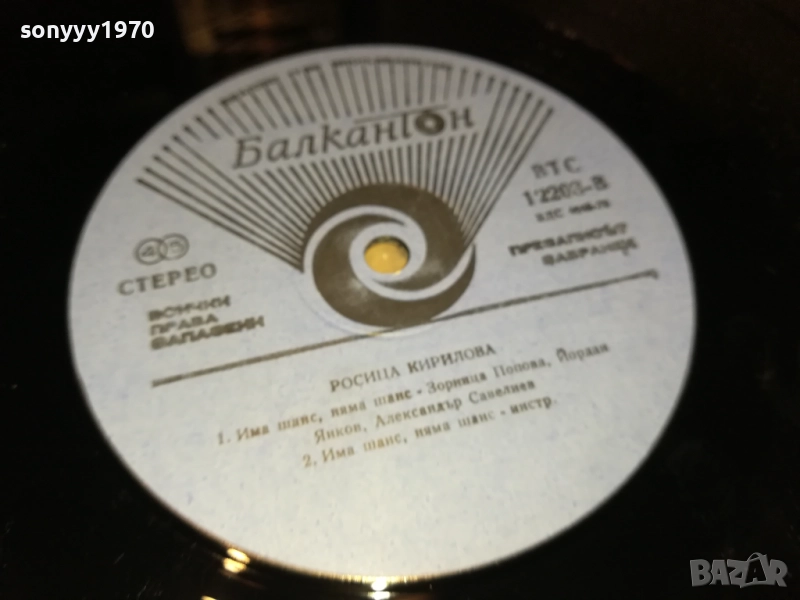 sonyyy1970
Балкантон
ВТС
12203-В
45
СТЕРЕО
ПРЕЗАПИСЪТ
ЗАБРАНЕН
ВСИЧКИ
ПРАВА
ЗАПАЗЕНИ
РОСИЦА КИРИЛОВА
1. Има шанс, няма шанс - Зорница Попова, Йордан
Янков, Александър Савелиев
2. Има шанс, няма шанс - инстр.
BAZAR
bg